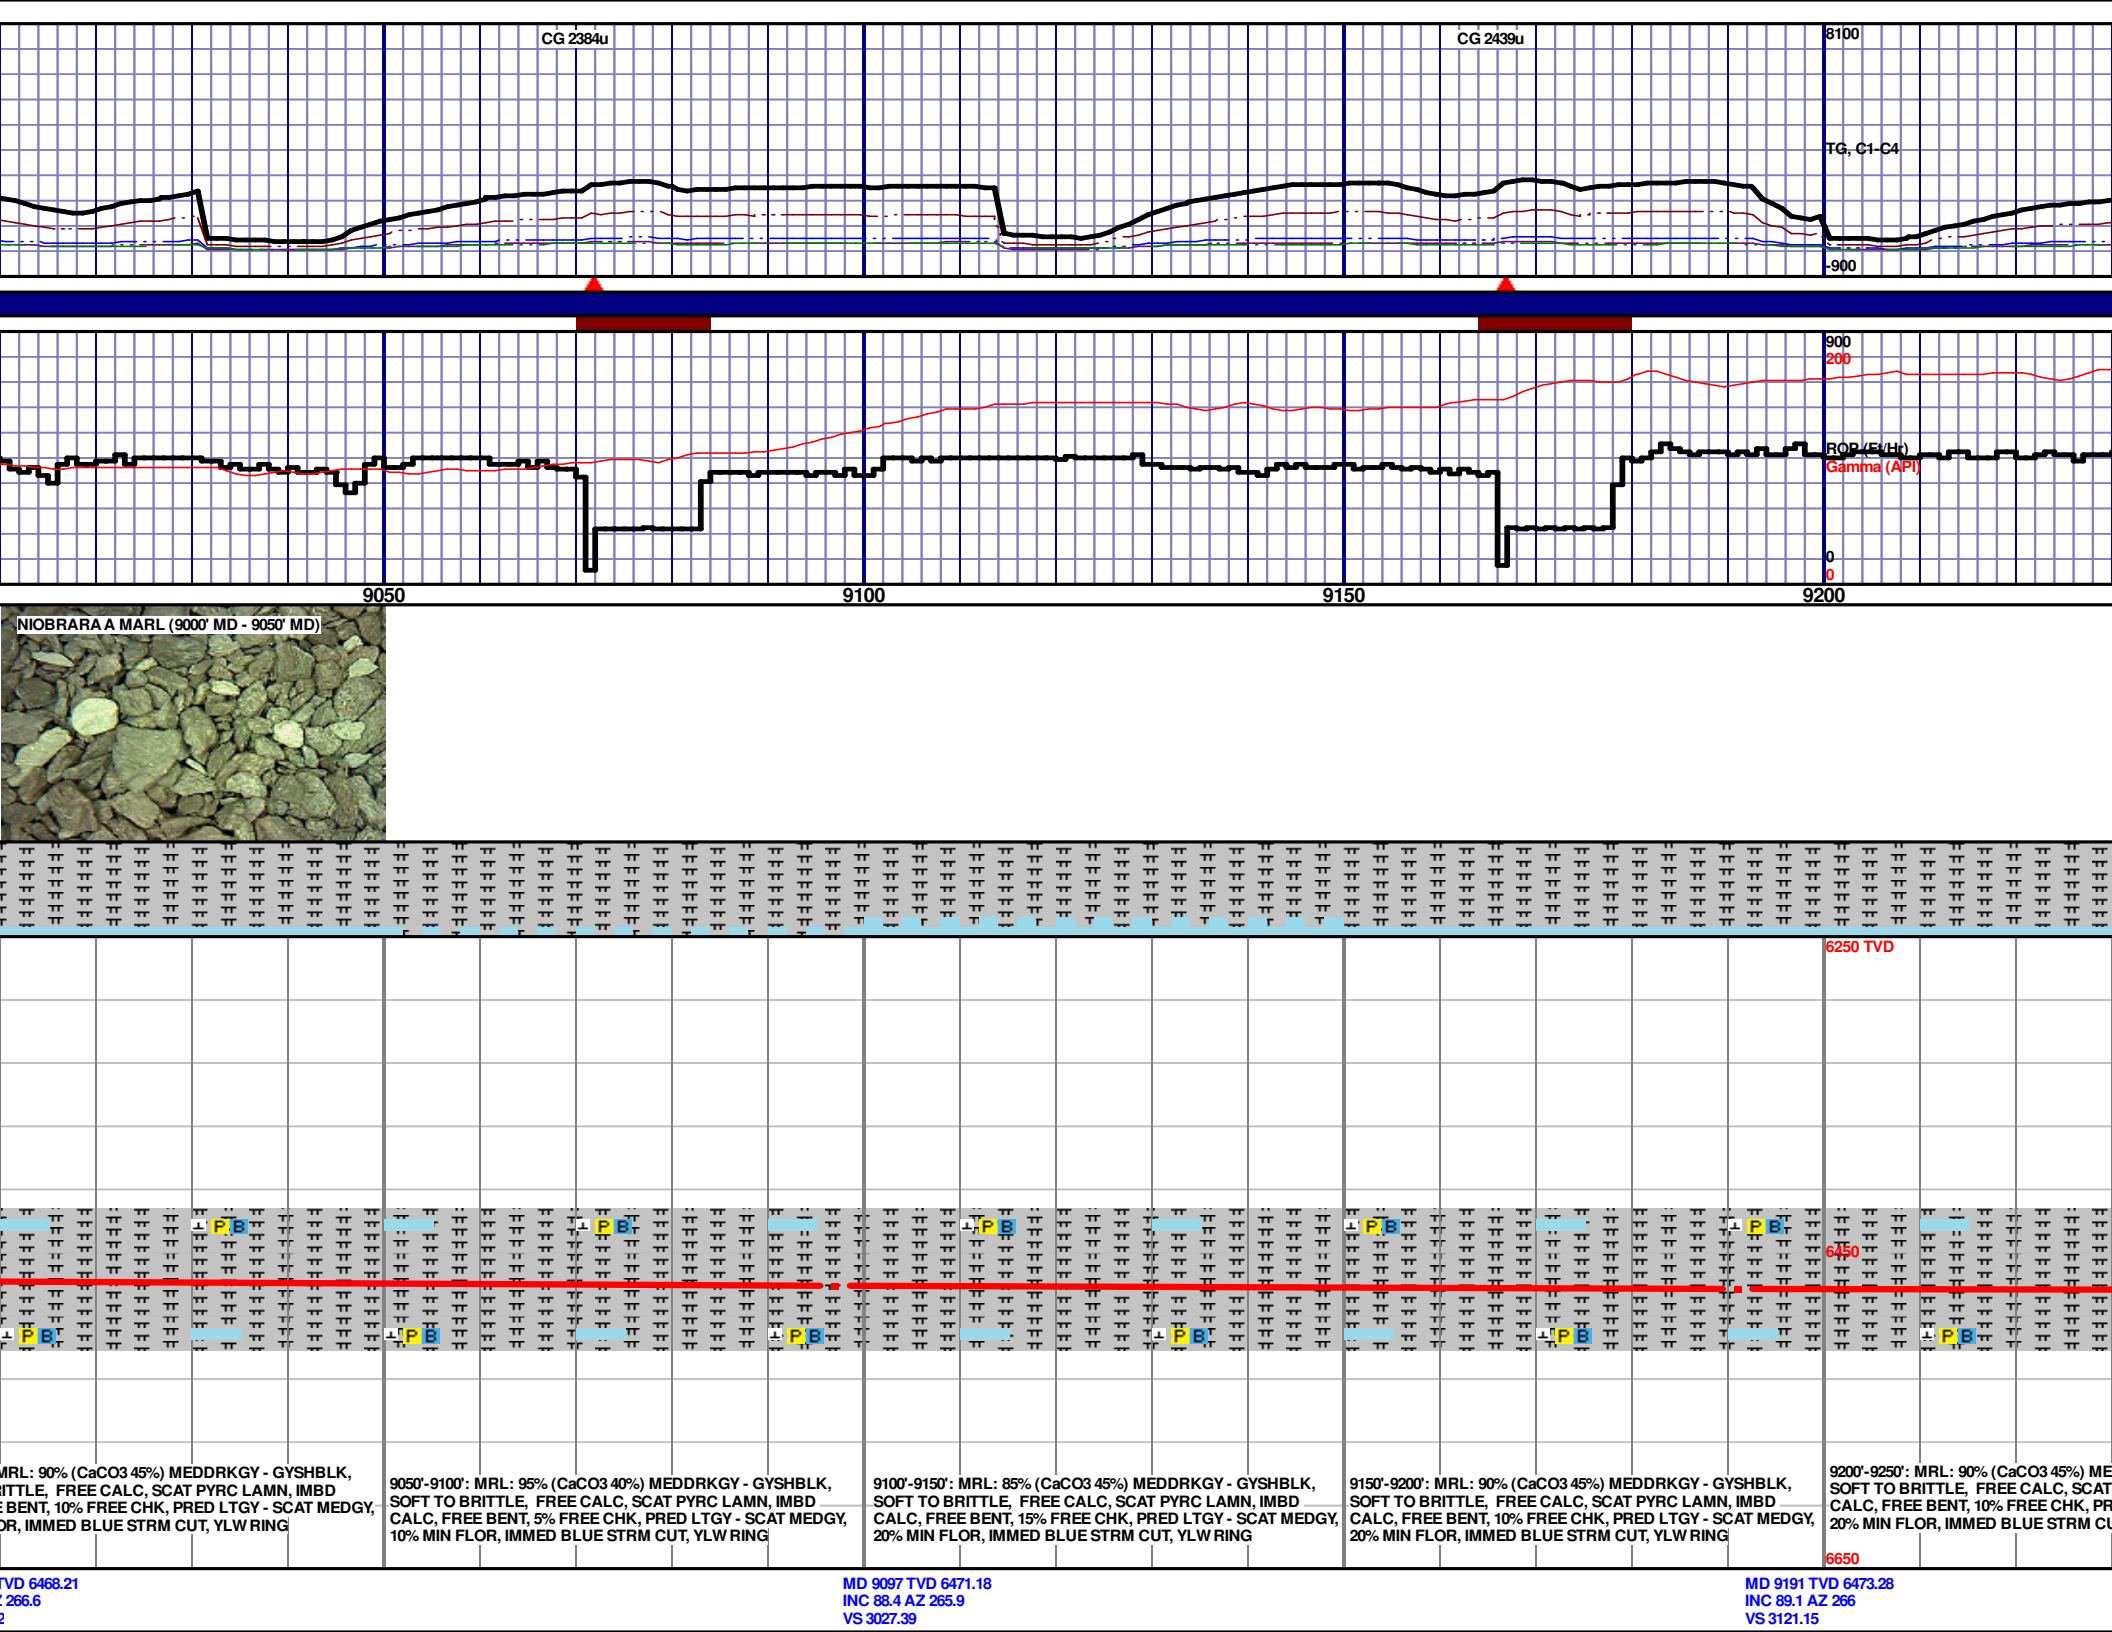 CG 2384u
CG 2439u
8100
TG, C1-C4
-900
900
200
ROP (Ft/Hr)
Gamma (API)
0
0
9050
9100
9150
9200
NIOBRARA A MARL (9000' MD - 9050' MD)
6250 TVD
P B
P B
P B
P B
P B
6450
P B
P B
P B
P B
P B
P B
MRL: 90% (CaCO3 45%) MEDDRKGY - GYSHBLK,
RITTLE, FREE CALC, SCAT PYRC LAMN, IMBD
E BENT, 10% FREE CHK, PRED LTGY - SCAT MEDGY,
OR, IMMED BLUE STRM CUT, YLW RING
9050'-9100': MRL: 95% (CaCO3 40%) MEDDRKGY - GYSHBLK,
SOFT TO BRITTLE, FREE CALC, SCAT PYRC LAMN, IMBD
CALC, FREE BENT, 5% FREE CHK, PRED LTGY - SCAT MEDGY,
10% MIN FLOR, IMMED BLUE STRM CUT, YLW RING
9100'-9150': MRL: 85% (CaCO3 45%) MEDDRKGY - GYSHBLK,
SOFT TO BRITTLE, FREE CALC, SCAT PYRC LAMN, IMBD
CALC, FREE BENT, 15% FREE CHK, PRED LTGY - SCAT MEDGY,
20% MIN FLOR, IMMED BLUE STRM CUT, YLW RING
9150'-9200': MRL: 90% (CaCO3 45%) MEDDRKGY - GYSHBLK,
SOFT TO BRITTLE, FREE CALC, SCAT PYRC LAMN, IMBD
CALC, FREE BENT, 10% FREE CHK, PRED LTGY - SCAT MEDGY,
20% MIN FLOR, IMMED BLUE STRM CUT, YLW RING
9200'-9250': MRL: 90% (CaCO3 45%) ME
SOFT TO BRITTLE, FREE CALC, SCAT
CALC, FREE BENT, 10% FREE CHK, PR
20% MIN FLOR, IMMED BLUE STRM CU
6650
TVD 6468.21
Z 266.6
2
MD 9097 TVD 6471.18
INC 88.4 AZ 265.9
VS 3027.39
MD 9191 TVD 6473.28
INC 89.1 AZ 266
VS 3121.15